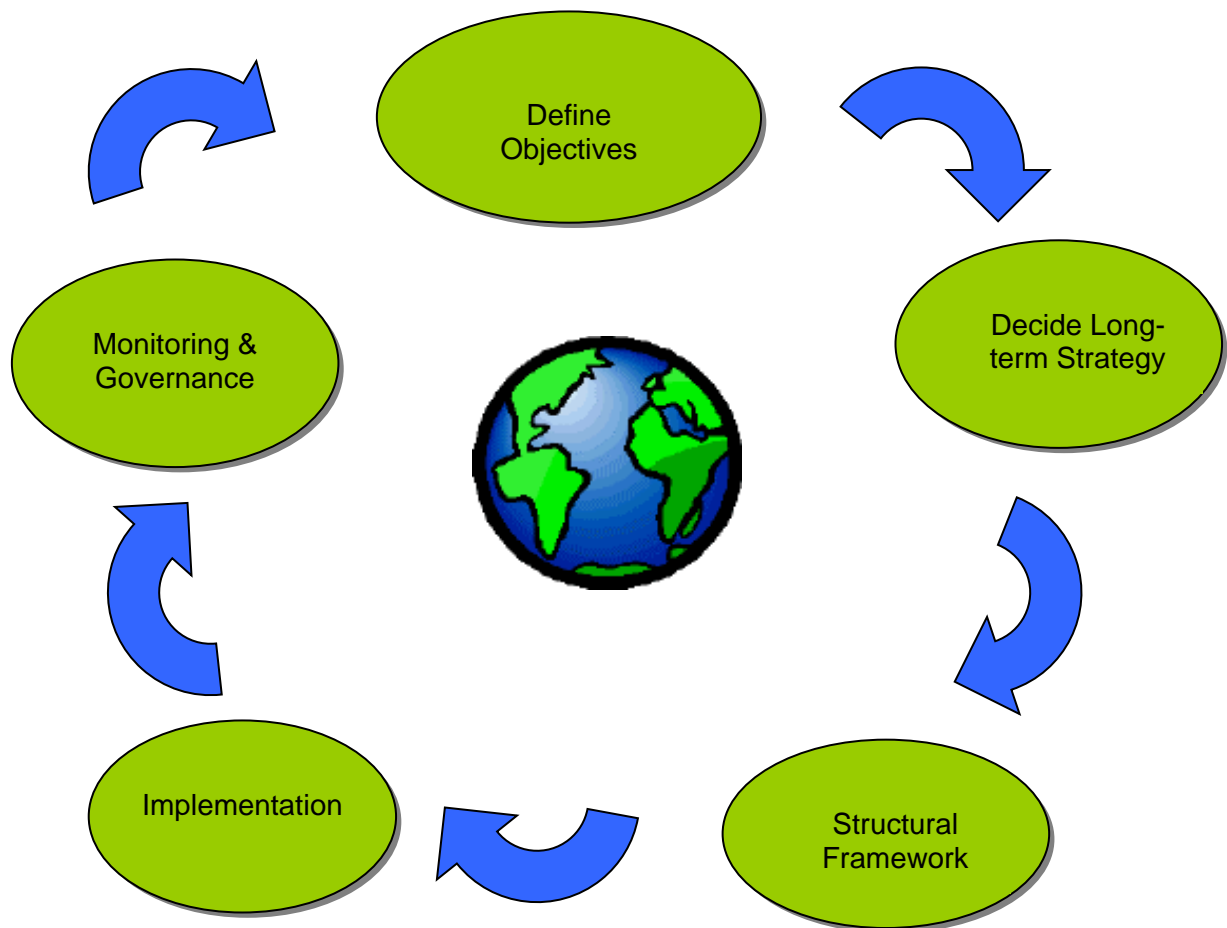 Define
Objectives
Decide Long-
term Strategy
Structural
Framework
Implementation
Monitoring &
Governance